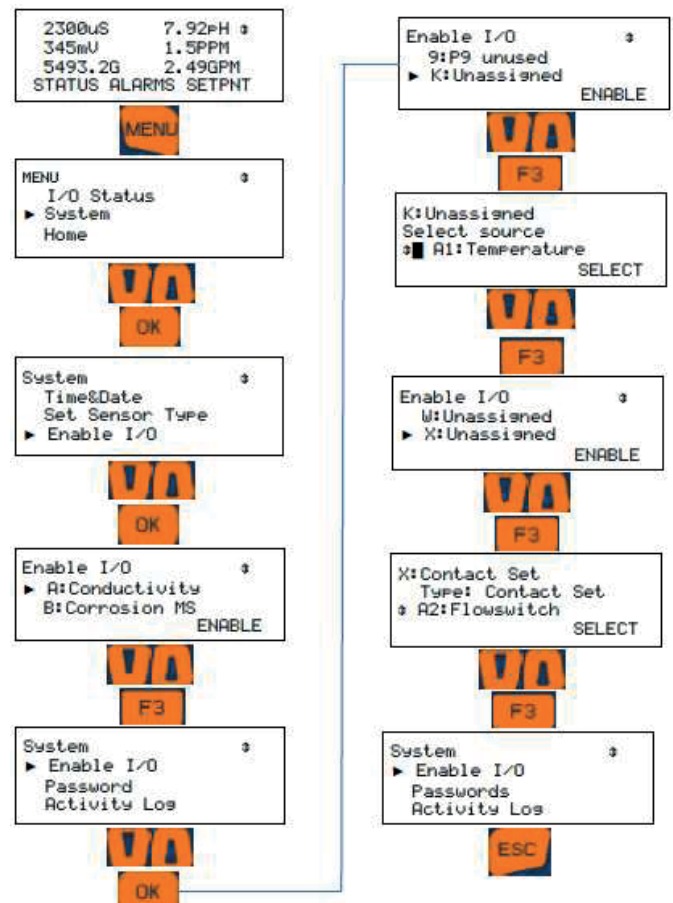 2300uS 7.92pH
345mV 1.5PPM
5493.2G 2.49GPM
STATUS ALARMS SETPNT
MENU
MENU
I/O Status
System
Home
OK
System
Time&Date
Set Sensor Type
Enable I/O
OK
Enable I/O
A:Conductivity
B:Corrosion MS
ENABLE
F3
System
Enable I/O
Password
Activity Log
OK
Enable I/O
9:P9 unused
K:Unassigned
ENABLE
F3
K:Unassigned
Select source
A1:Temperature
SELECT
F3
Enable I/O
W:Unassigned
X:Unassigned
ENABLE
F3
X:Contact Set
Type: Contact Set
A2:Flowswitch
SELECT
F3
System
Enable I/O
Passwords
Activity Log
ESC